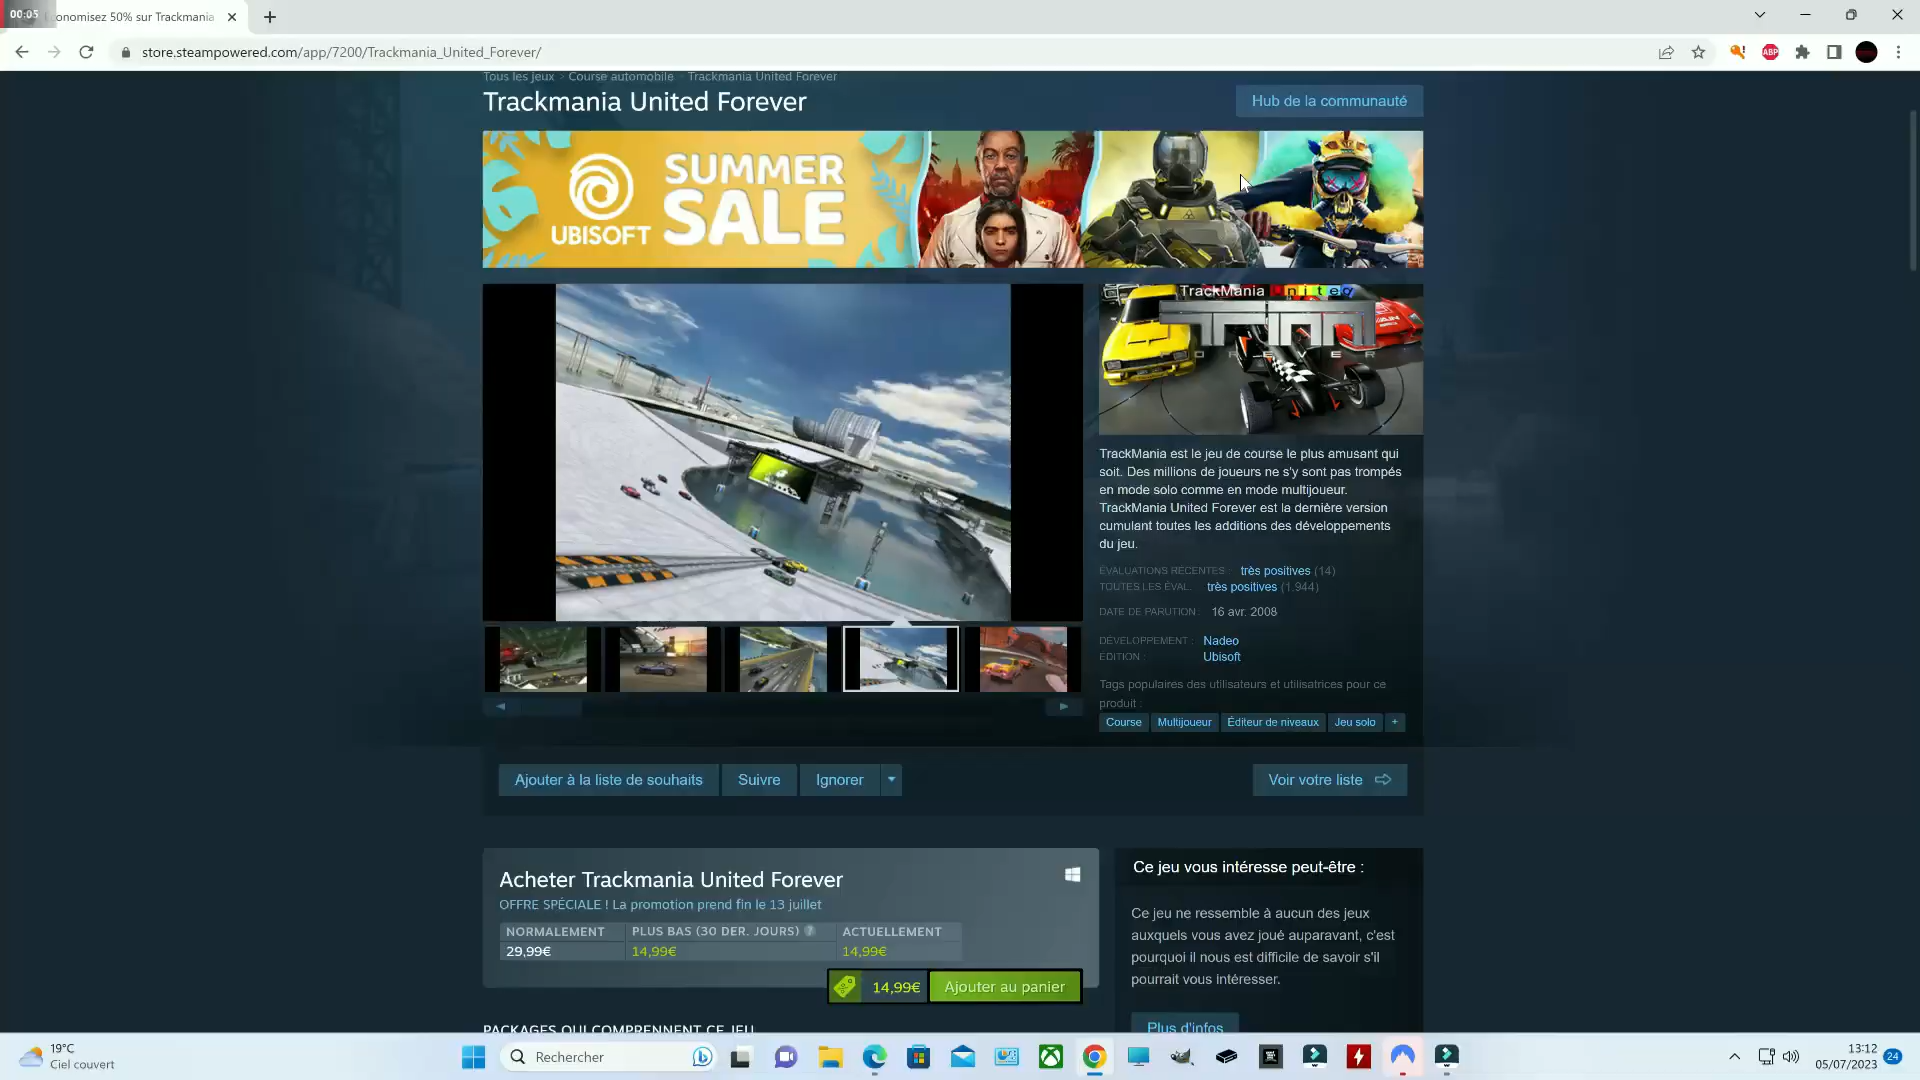 00:05
conomisez 50% sur Trackmania
store.steampowered.com/app/7200/Trackmania_United_Forever/
ABP
Tous les jeux > Course automobile > Trackmania United Forever
Trackmania United Forever
Hub de la communauté
UBISOFT
SUMMER
SALE
TrackMania United
FOREVER
TrackMania est le jeu de course le plus amusant qui
soit. Des millions de joueurs ne s'y sont pas trompés
en mode solo comme en mode multijoueur.
TrackMania United Forever est la dernière version
cumulant toutes les additions des développements
du jeu.
ÉVALUATIONS RÉCENTES : très positives (14)
TOUTES LES ÉVAL. : très positives (1,944)
DATE DE PARUTION : 16 avr. 2008
DÉVELOPPEMENT : Nadeo
ÉDITION : Ubisoft
Tags populaires des utilisateurs et utilisatrices pour ce
produit :
Course Multijoueur Éditeur de niveaux Jeu solo +
Ajouter à la liste de souhaits Suivre Ignorer
Voir votre liste
Acheter Trackmania United Forever
OFFRE SPÉCIALE ! La promotion prend fin le 13 juillet
NORMALEMENT PLUS BAS (30 DER. JOURS) ? ACTUELLEMENT
29,99€ 14,99€ 14,99€
14,99€ Ajouter au panier
Ce jeu vous intéresse peut-être :
Ce jeu ne ressemble à aucun des jeux
auxquels vous avez joué auparavant, c'est
pourquoi il nous est difficile de savoir s'il
pourrait vous intéresser.
Plus d'infos
PACKAGES QUI COMPRENNENT CE JEU
19°C
Ciel couvert
Rechercher
13:12
05/07/2023
24